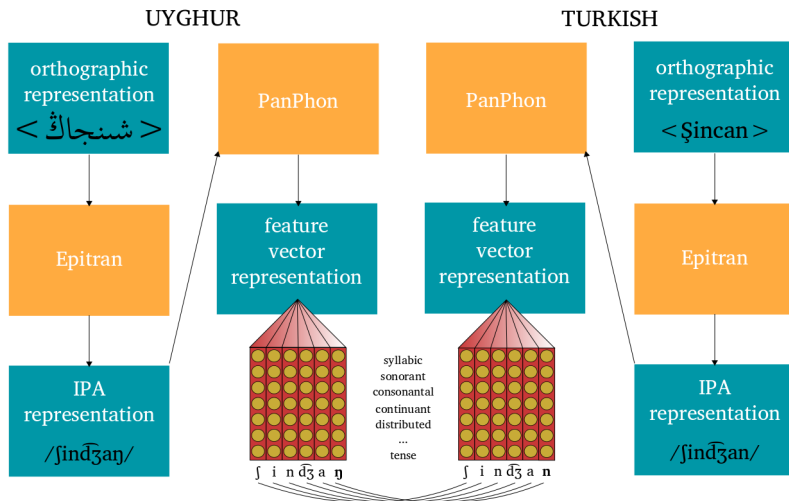 UYGHUR
orthographic
representation
< شىنجاڭ >
Epitran
IPA
representation
/ʃind͡ʒaŋ/
PanPhon
feature
vector
representation
ʃ i n d͡ʒ a ŋ
syllabic
sonorant
consonantal
continuant
distributed
...
tense
TURKISH
PanPhon
feature
vector
representation
ʃ i n d͡ʒ a n
orthographic
representation
<Şincan>
Epitran
IPA
representation
/ʃind͡ʒan/